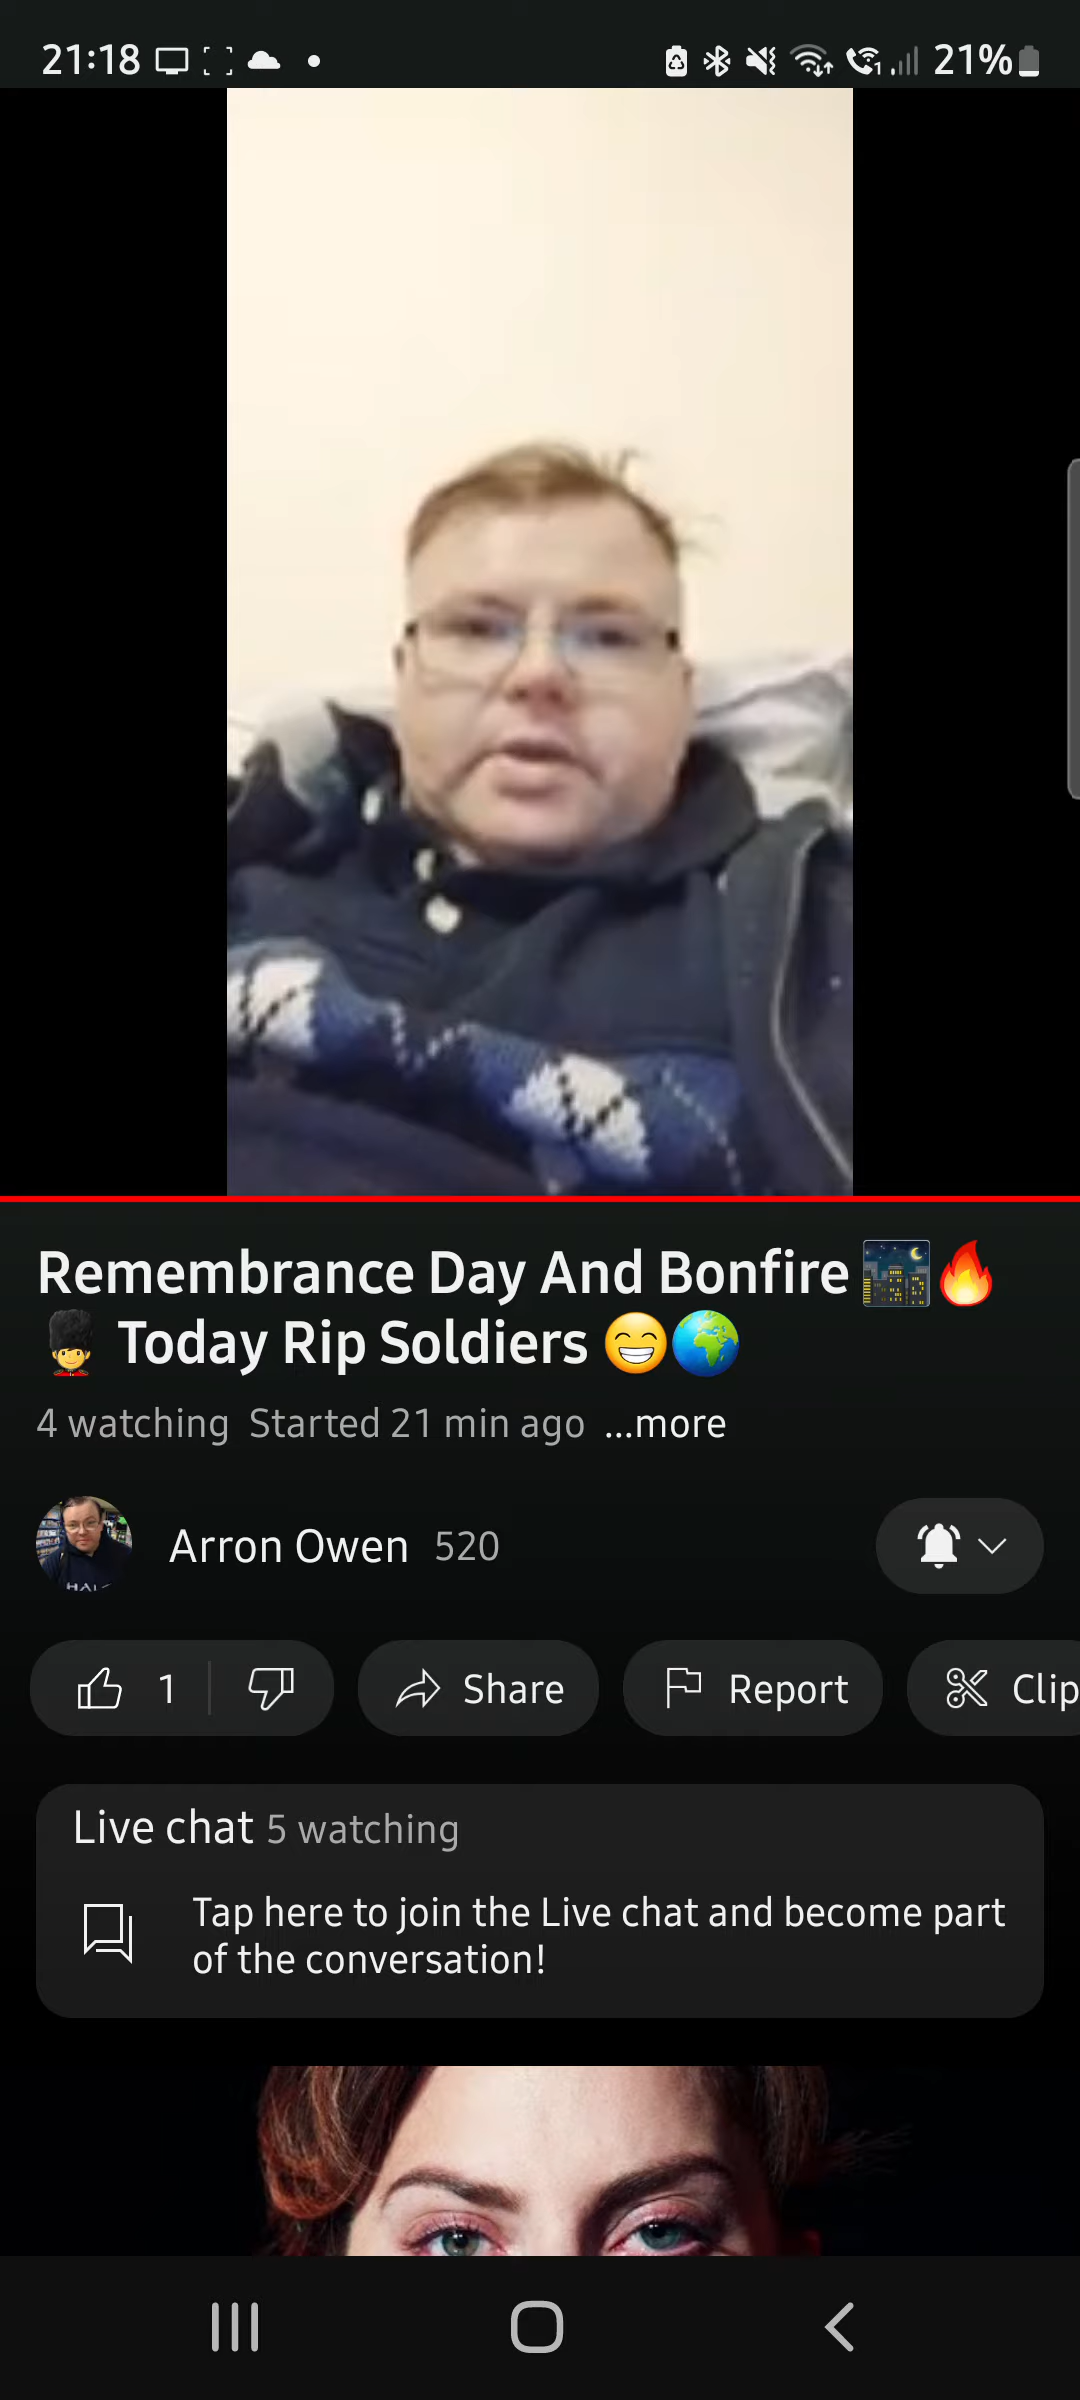 21:18
21%
Remembrance Day And Bonfire 🌃🔥
💂 Today Rip Soldiers 😁🌍
4 watching Started 21 min ago ...more
Arron Owen 520
1 Share Report Clip
Live chat 5 watching
Tap here to join the Live chat and become part
of the conversation!